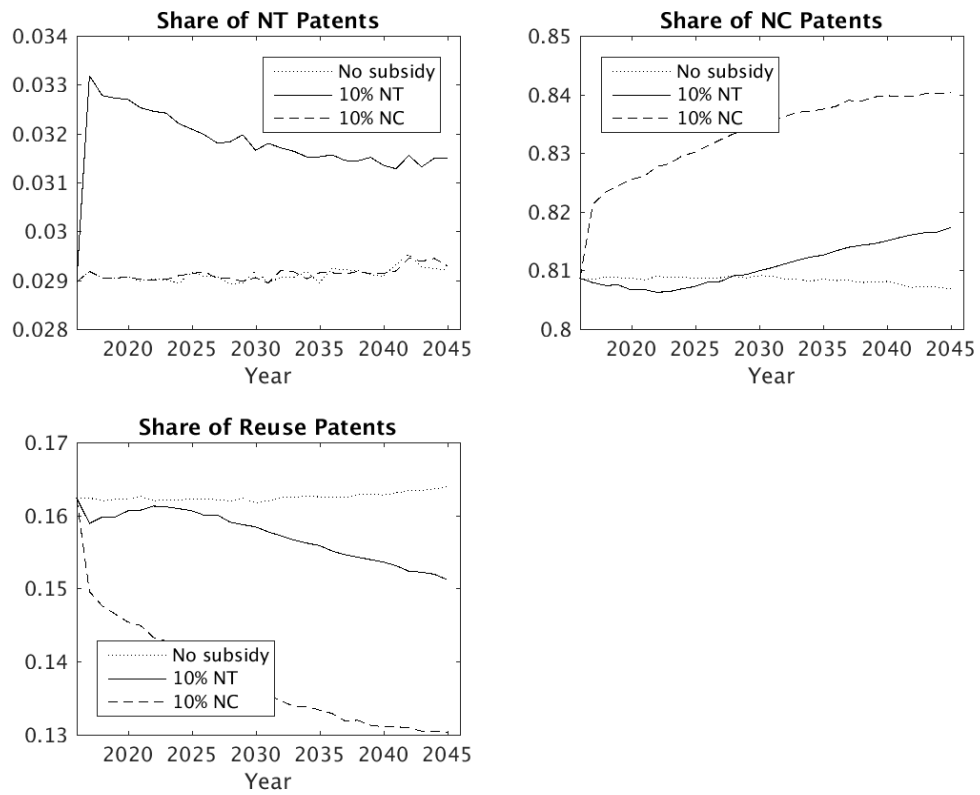 Share of NT Patents
0.034
0.033
0.032
0.031
0.03
0.029
0.028
No subsidy
10% NT
10% NC
2020 2025 2030 2035 2040 2045
Year
Share of NC Patents
0.85
0.84
0.83
0.82
0.81
0.8
No subsidy
10% NT
10% NC
2020 2025 2030 2035 2040 2045
Year
Share of Reuse Patents
0.17
0.16
0.15
0.14
0.13
No subsidy
10% NT
10% NC
2020 2025 2030 2035 2040 2045
Year